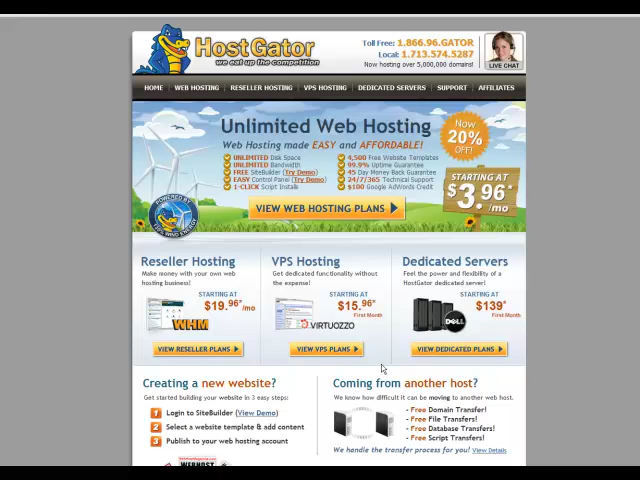 HostGator
we eat up the competition
Toll Free: 1.866.96.GATOR
Local: 1.713.574.5287
Now hosting over 5,000,000 domains!
LIVE CHAT
HOME WEB HOSTING RESELLER HOSTING VPS HOSTING DEDICATED SERVERS SUPPORT AFFILIATES
Unlimited Web Hosting
Web Hosting made EASY and AFFORDABLE!
UNLIMITED Disk Space
UNLIMITED Bandwidth
FREE SiteBuilder (Try Demo)
EASY Control Panel (Try Demo)
1-CLICK Script Installs
4,500 Free Website Templates
99.9% Uptime Guarantee
45 Day Money Back Guarantee
24/7/365 Technical Support
$100 Google AdWords Credit
Now
20%
OFF!
STARTING AT
$3.96*
/mo
VIEW WEB HOSTING PLANS
POWERED BY
Reseller Hosting
Make money with your own web
hosting business!
STARTING AT
$19.96*/mo
WHM
VIEW RESELLER PLANS
VPS Hosting
Get dedicated functionality without
the expense!
STARTING AT
$15.96*
First Month
VIRTUOZZO
VIEW VPS PLANS
Dedicated Servers
Feel the power and flexibility of a
HostGator dedicated server!
STARTING AT
$139*
First Month
DELL
VIEW DEDICATED PLANS
Creating a new website?
Get started building your website in 3 easy steps:
1 Login to SiteBuilder (View Demo)
2 Select a website template & add content
3 Publish to your web hosting account
Coming from another host?
We know how difficult it can be moving to another web host.
- Free Domain Transfer!
- Free File Transfers!
- Free Database Transfers!
- Free Script Transfers!
We handle the transfer process for you! View Details